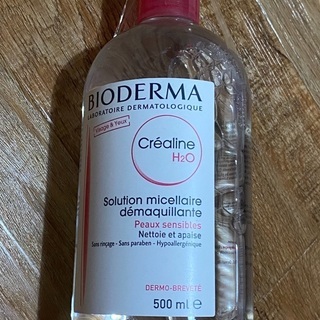 BIODERMA
LABORATOIRE DERMATOLOGIQUE
Visage & Yeux
Créaline
H2O
Solution micellaire
démaquillante
Peaux sensibles
Nettoie et apaise
Sans rinçage - Sans paraben - Hypoallergénique
DERMO-BREVETÉ
500 ml e